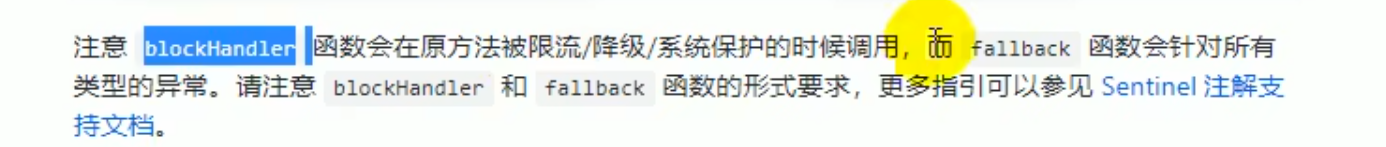 注意 blockHandler 函数会在原方法被限流/降级/系统保护的时候调用，而 fallback 函数会针对所有
类型的异常。请注意 blockHandler 和 fallback 函数的形式要求，更多指引可以参见 Sentinel 注解支
持文档。